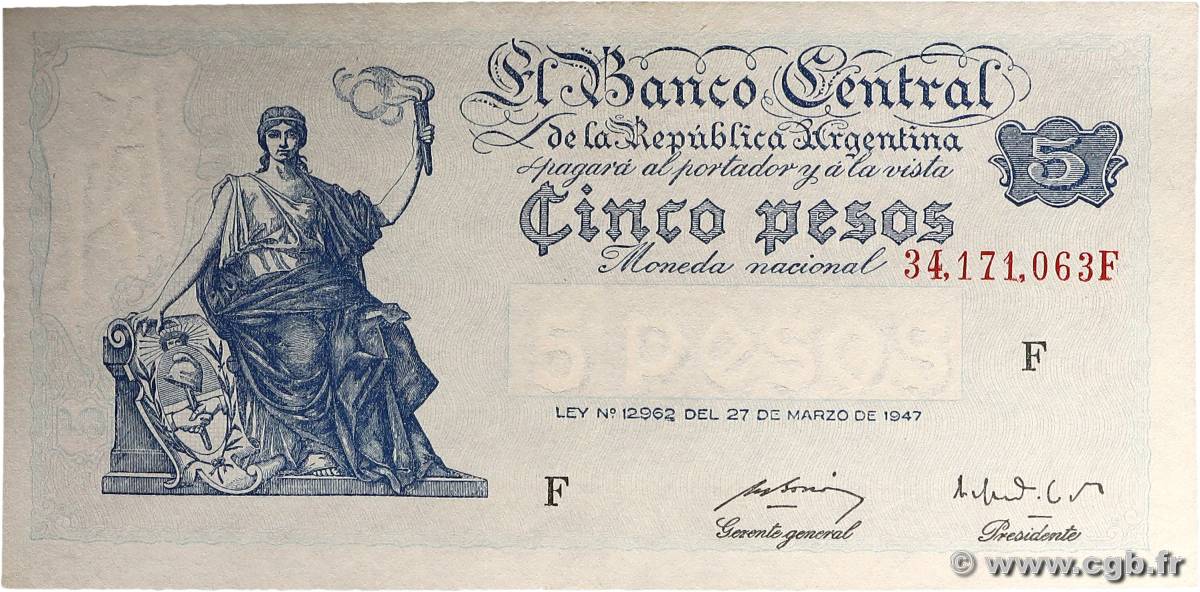 El Banco Central
de la República Argentina
pagará al portador y á la vista
5
Cinco pesos
Moneda nacional
34,171,063F
5 pesos
F
LEY Nº 12962 DEL 27 DE MARZO DE 1947
F
Gerente general
Presidente
© www.cgb.fr